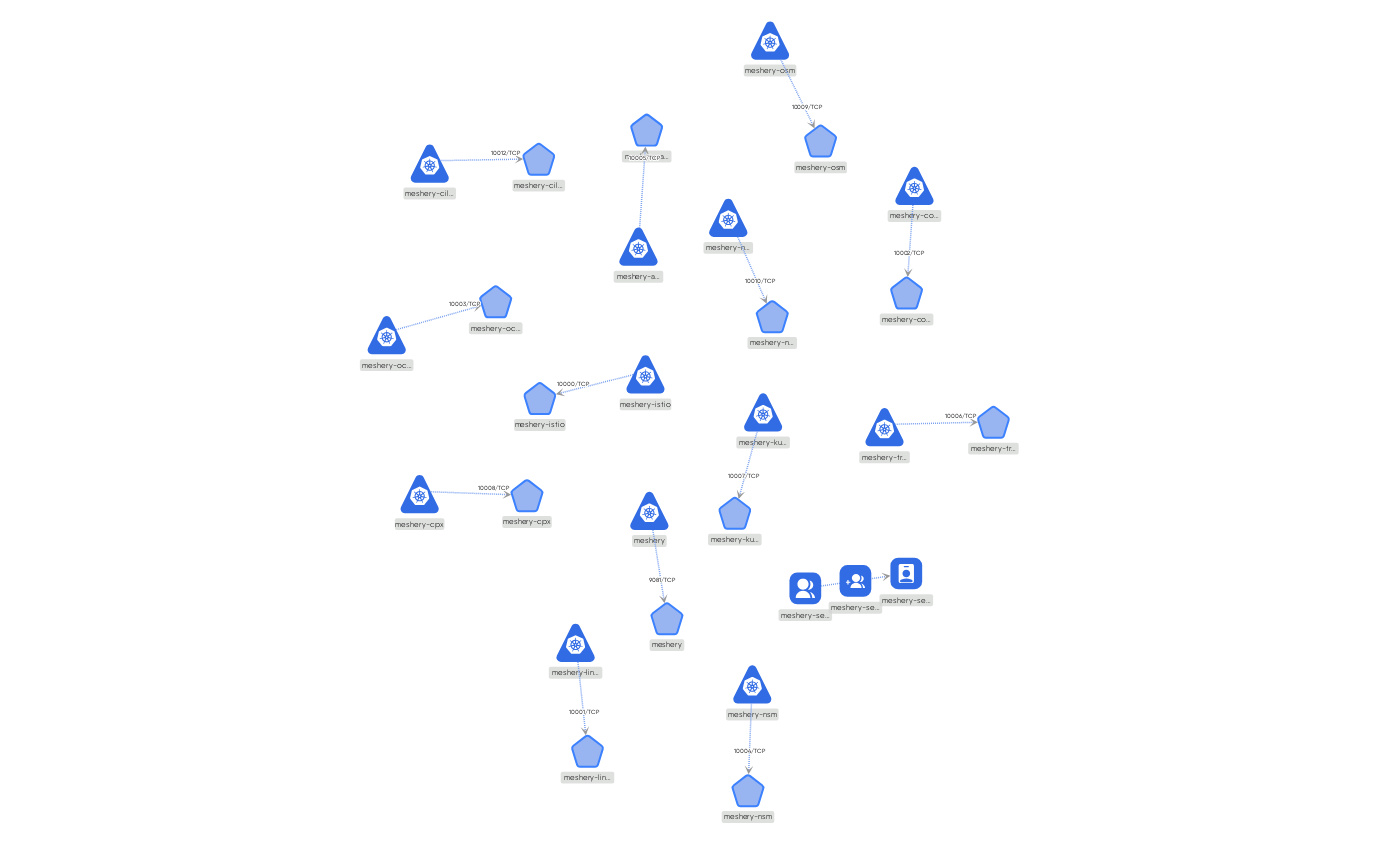 meshery-osm
10009/TCP
meshery-osm
10012/TCP
meshery-cil...
meshery-cil...
10005/TCP
meshery-a...
meshery-n...
10010/TCP
meshery-n...
meshery-co...
10002/TCP
meshery-co...
10003/TCP
meshery-oc...
meshery-oc...
10000/TCP
meshery-istio
meshery-istio
meshery-ku...
10007/TCP
meshery-ku...
10006/TCP
meshery-tr...
meshery-tr...
10008/TCP
meshery-cpx
meshery-cpx
meshery
9081/TCP
meshery
meshery-se...
meshery-se...
meshery-se...
meshery-lin...
10001/TCP
meshery-lin...
meshery-nsm
10004/TCP
meshery-nsm